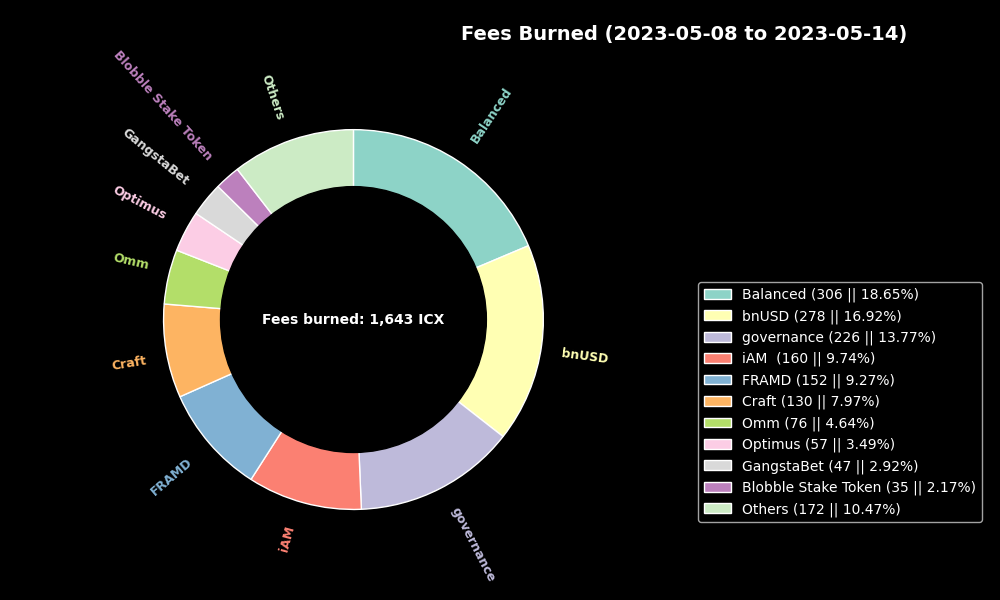 Fees Burned (2023-05-08 to 2023-05-14)
Balanced
bnUSD
governance
iAM
FRAMD
Craft
Omm
Optimus
GangstaBet
Blobble Stake Token
Others
Fees burned: 1,643 ICX
Balanced (306 || 18.65%)
bnUSD (278 || 16.92%)
governance (226 || 13.77%)
iAM  (160 || 9.74%)
FRAMD (152 || 9.27%)
Craft (130 || 7.97%)
Omm (76 || 4.64%)
Optimus (57 || 3.49%)
GangstaBet (47 || 2.92%)
Blobble Stake Token (35 || 2.17%)
Others (172 || 10.47%)